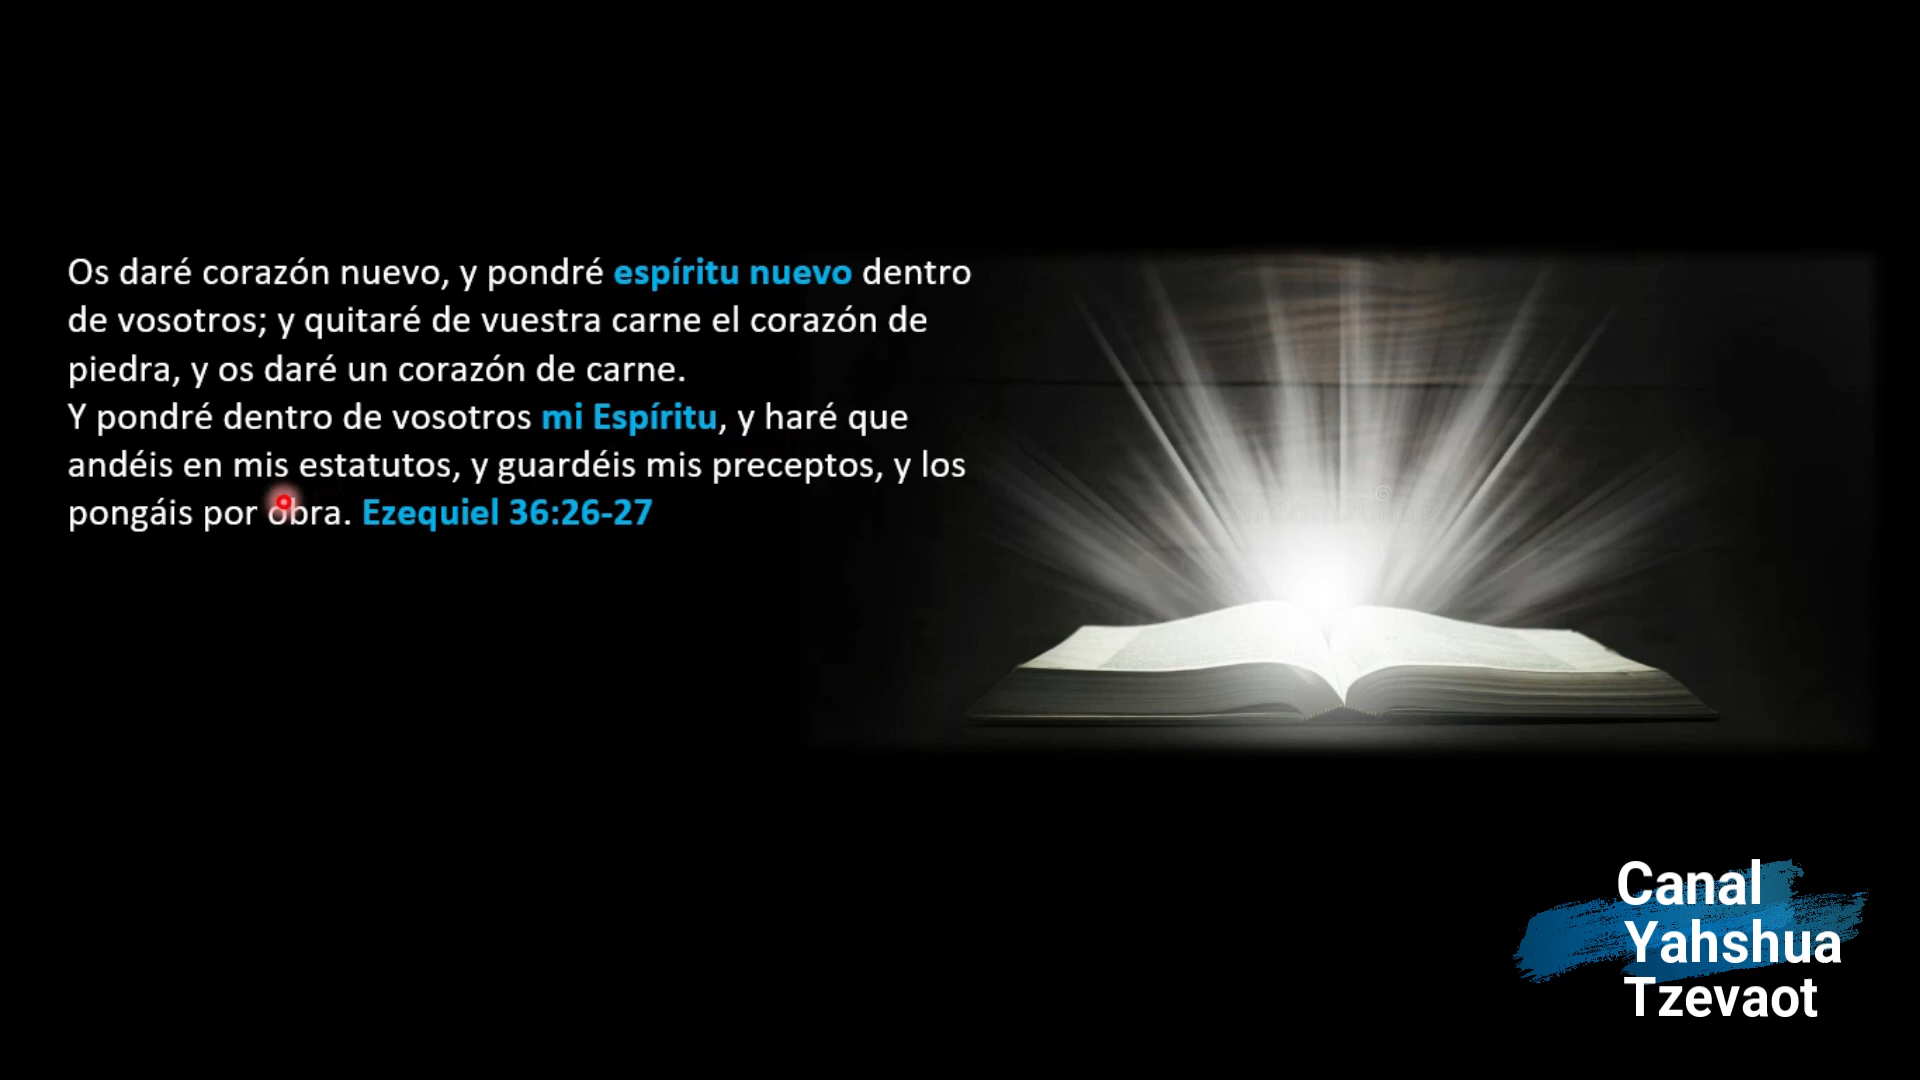 Os daré corazón nuevo, y pondré espíritu nuevo dentro
de vosotros; y quitaré de vuestra carne el corazón de
piedra, y os daré un corazón de carne.
Y pondré dentro de vosotros mi Espíritu, y haré que
andéis en mis estatutos, y guardéis mis preceptos, y los
pongáis por obra. Ezequiel 36:26-27
Canal
Yahshua
Tzevaot